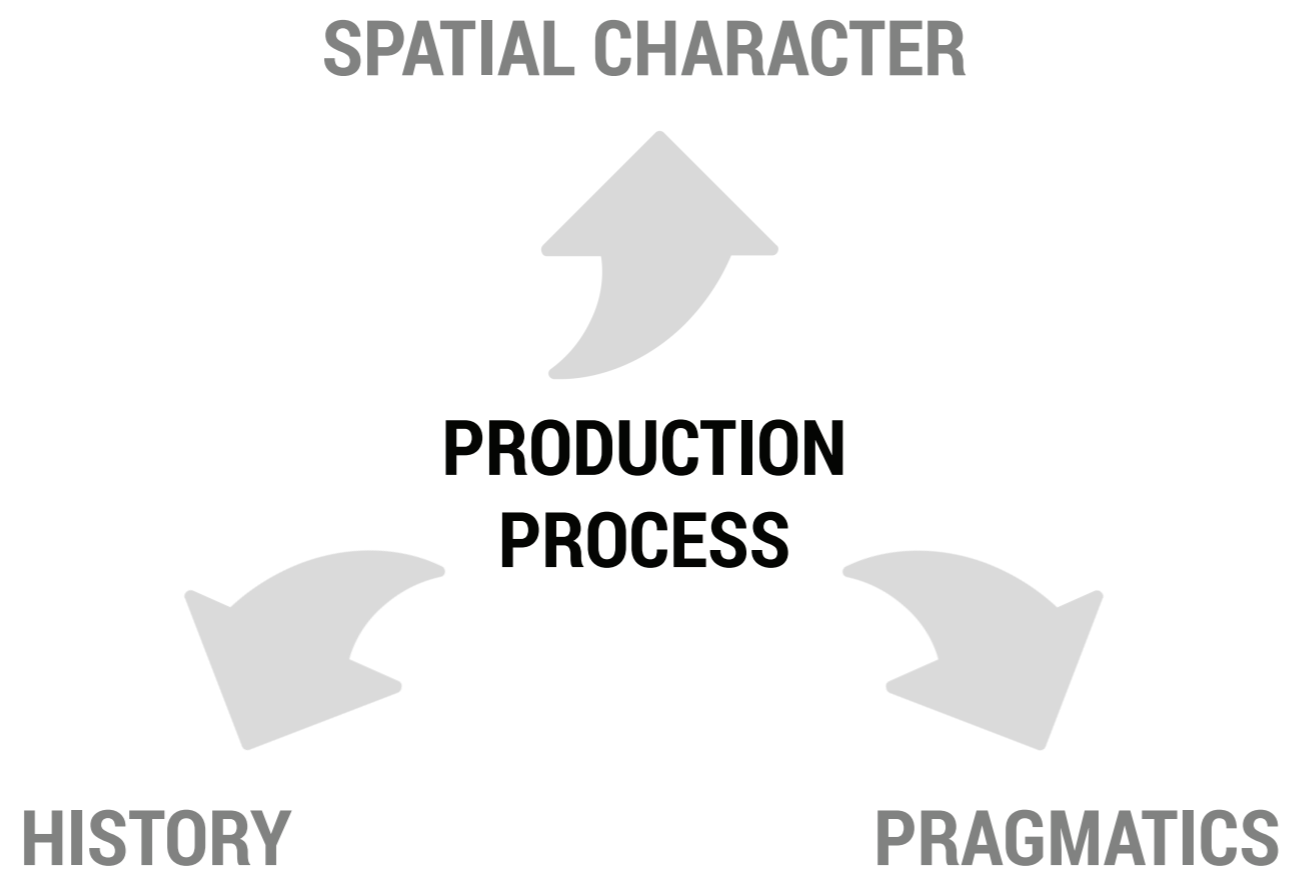 SPATIAL CHARACTER
PRODUCTION
PROCESS
HISTORY
PRAGMATICS